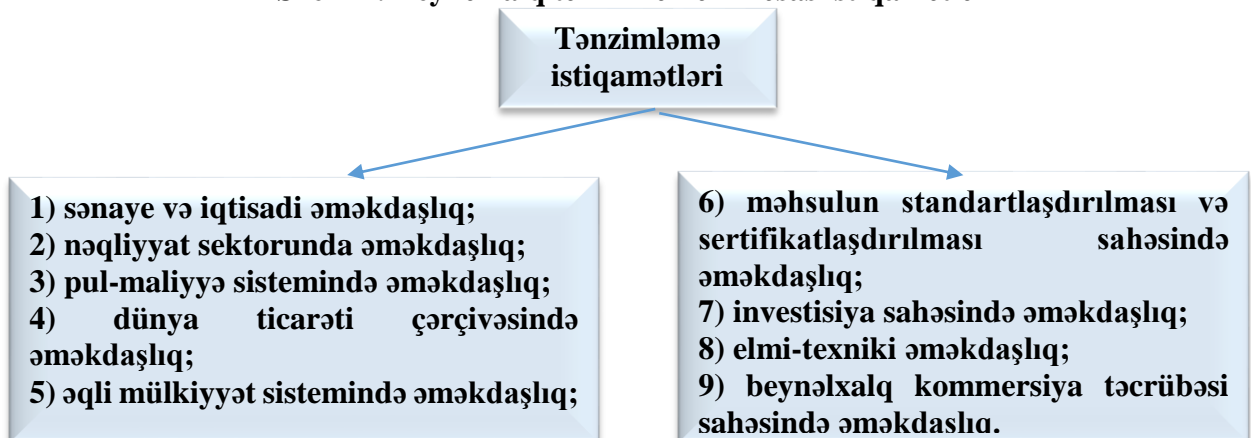 Tənzimləmə
istiqamətləri
1) sənaye və iqtisadi əməkdaşlıq;
2) nəqliyyat sektorunda əməkdaşlıq;
3) pul-maliyyə sistemində əməkdaşlıq;
4) dünya ticarəti çərçivəsində
əməkdaşlıq;
5) əqli mülkiyyət sistemində əməkdaşlıq;
6) məhsulun standartlaşdırılması və
sertifikatlaşdırılması sahəsində
əməkdaşlıq;
7) investisiya sahəsində əməkdaşlıq;
8) elmi-texniki əməkdaşlıq;
9) beynəlxalq kommersiya təcrübəsi
sahəsində əməkdaşlıq.